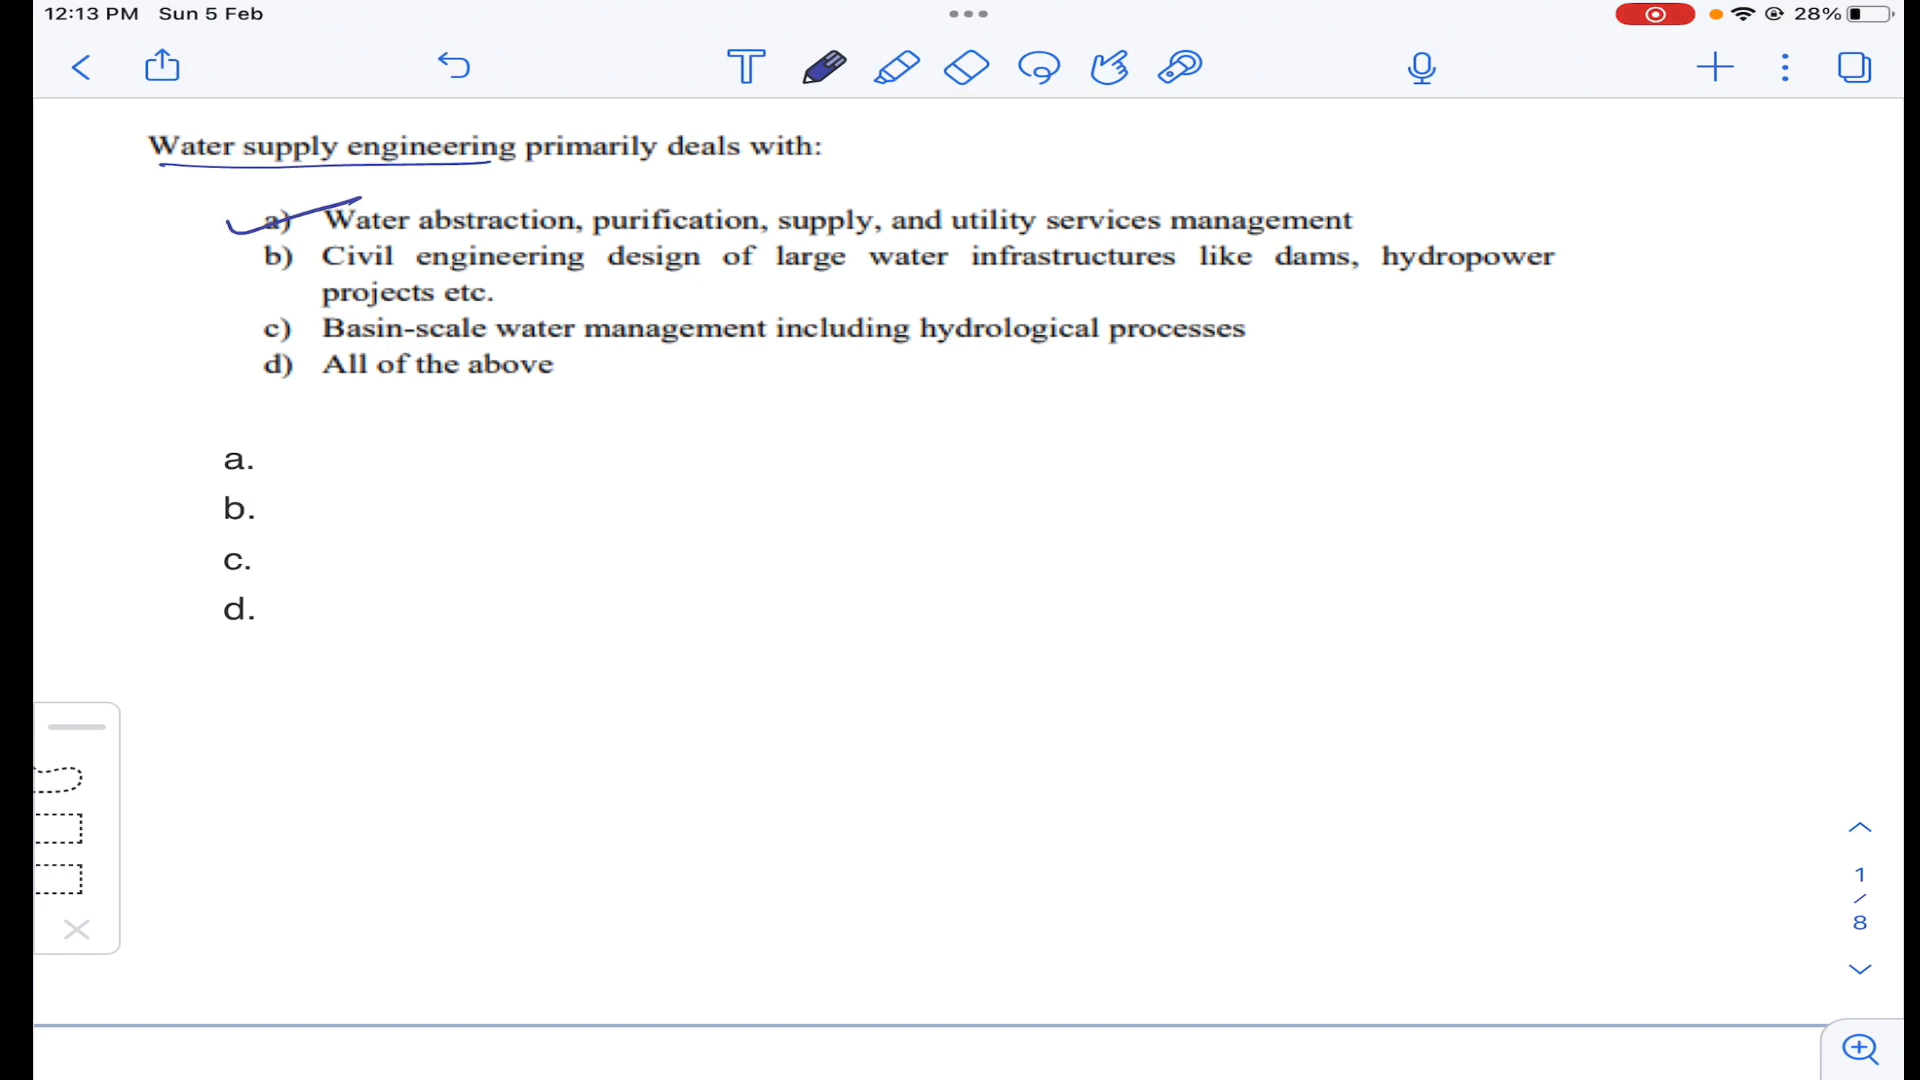 12:13 PM Sun 5 Feb
28%
T
Water supply engineering primarily deals with:
a) Water abstraction, purification, supply, and utility services management
b) Civil engineering design of large water infrastructures like dams, hydropower
projects etc.
c) Basin-scale water management including hydrological processes
d) All of the above
a.
b.
c.
d.
1
/
8